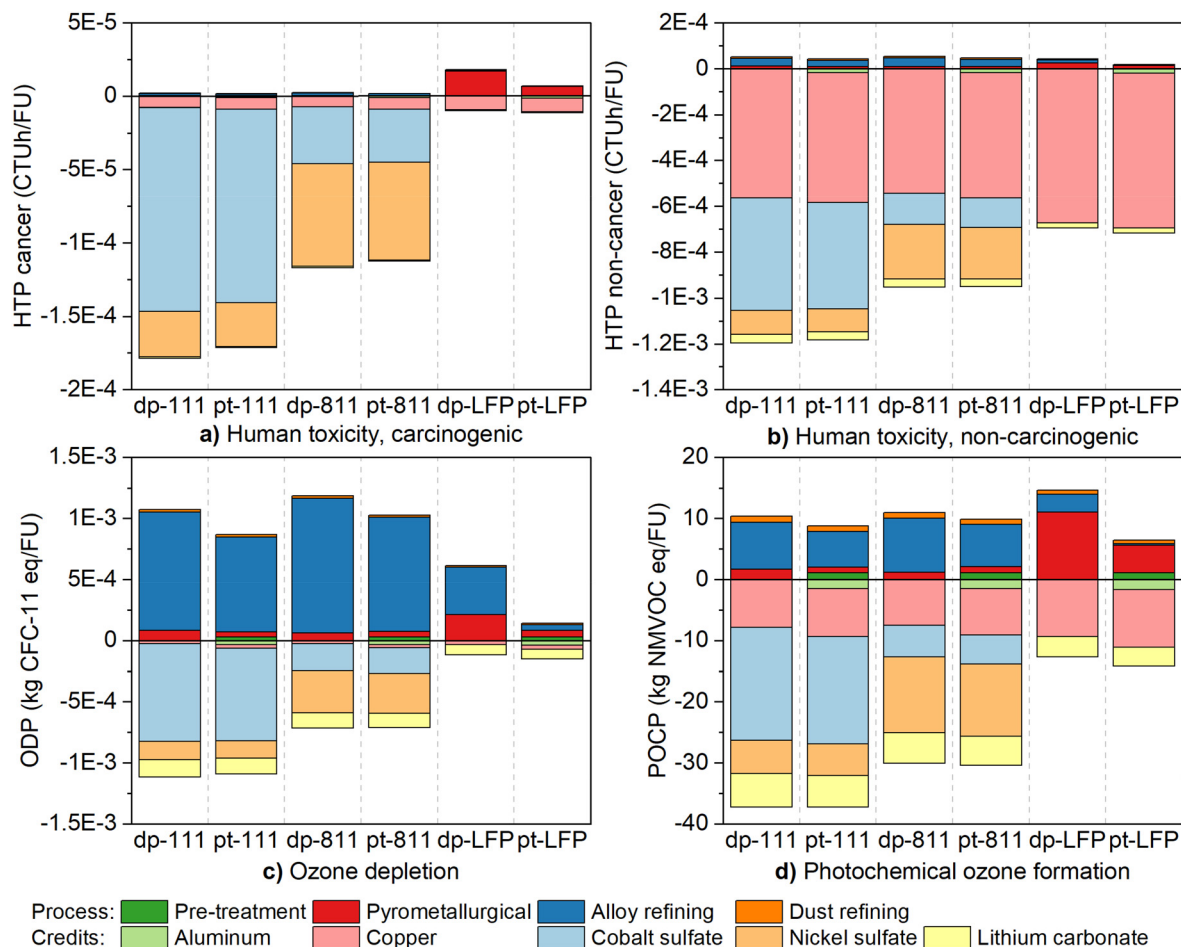 5E-5
0
-5E-5
-1E-4
-1.5E-4
-2E-4
HTP cancer (CTUh/FU)
dp-111 pt-111 dp-811 pt-811 dp-LFP pt-LFP
a) Human toxicity, carcinogenic
2E-4
0
-2E-4
-4E-4
-6E-4
-8E-4
-1E-3
-1.2E-3
-1.4E-3
HTP non-cancer (CTUh/FU)
dp-111 pt-111 dp-811 pt-811 dp-LFP pt-LFP
b) Human toxicity, non-carcinogenic
1.5E-3
1E-3
5E-4
0
-5E-4
-1E-3
-1.5E-3
ODP (kg CFC-11 eq/FU)
dp-111 pt-111 dp-811 pt-811 dp-LFP pt-LFP
c) Ozone depletion
20
10
0
-10
-20
-30
-40
POCP (kg NMVOC eq/FU)
dp-111 pt-111 dp-811 pt-811 dp-LFP pt-LFP
d) Photochemical ozone formation
Process: Pre-treatment Pyrometallurgical Alloy refining Dust refining
Credits: Aluminum Copper Cobalt sulfate Nickel sulfate Lithium carbonate